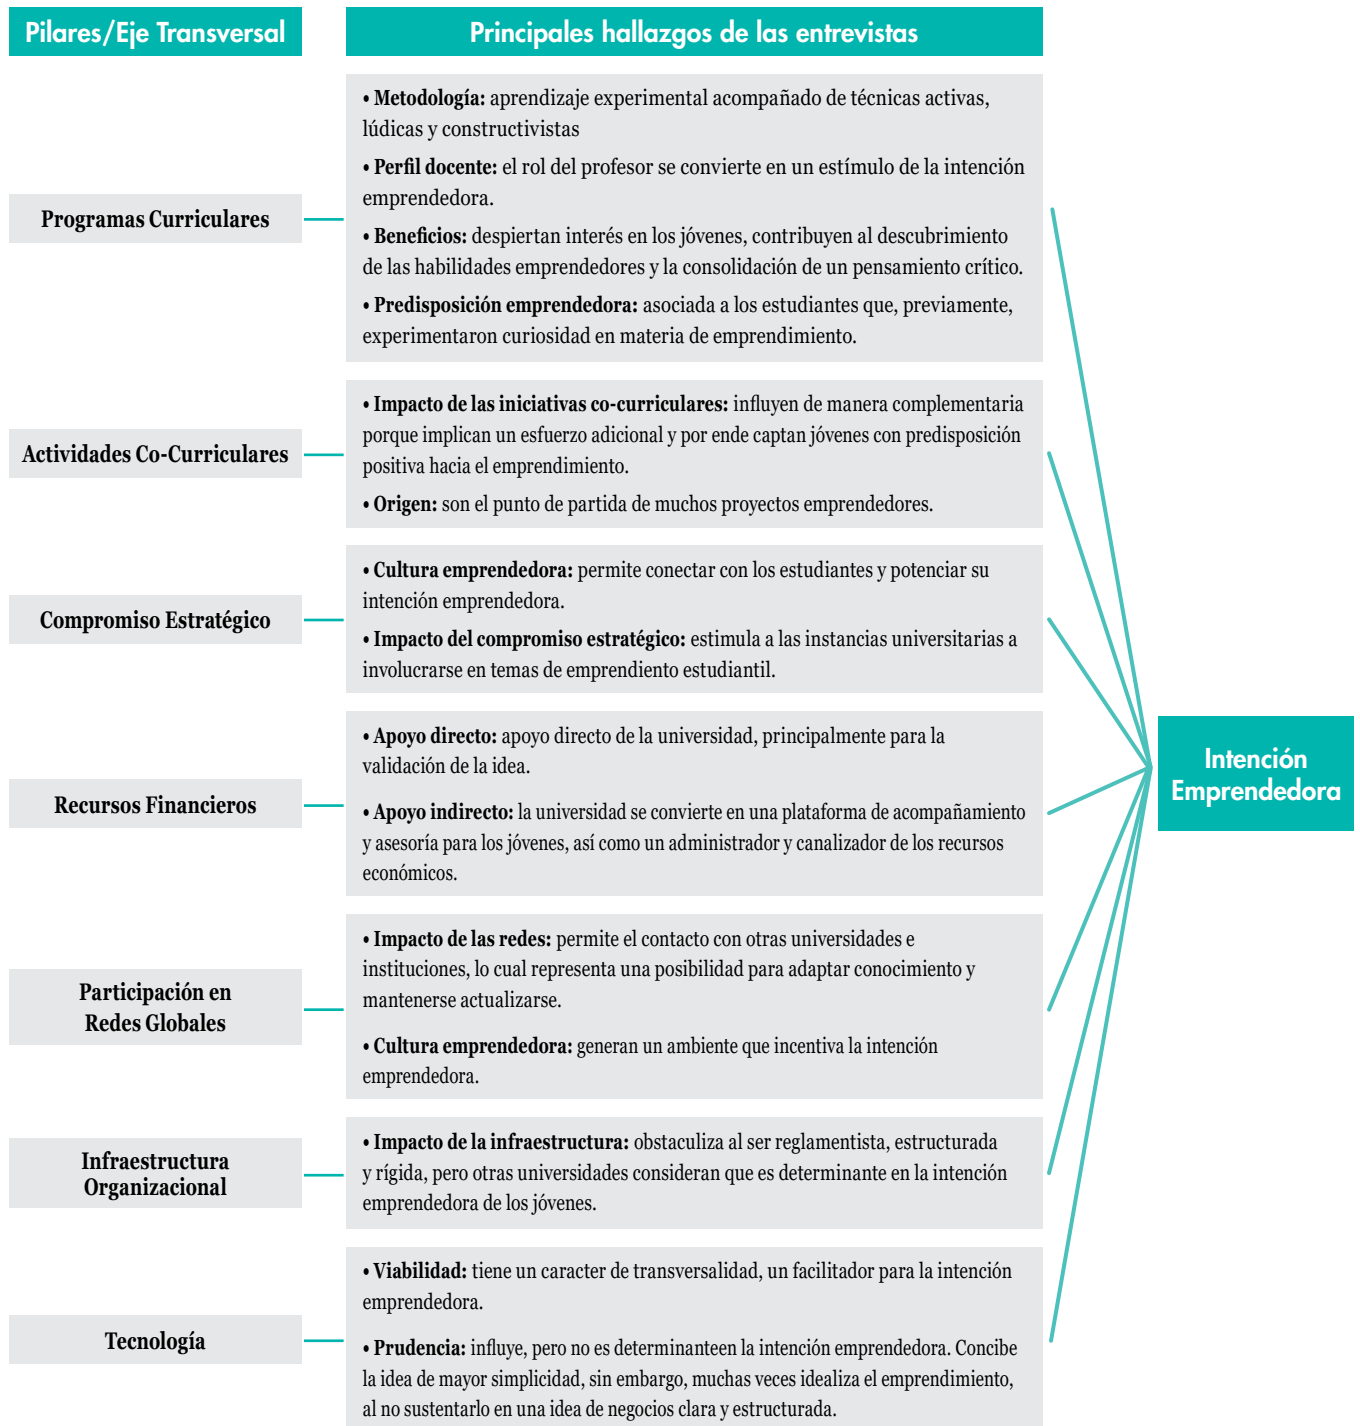 Pilares/Eje Transversal
Principales hallazgos de las entrevistas
Programas Curriculares
• Metodología: aprendizaje experimental acompañado de técnicas activas,
lúdicas y constructivistas
• Perfil docente: el rol del profesor se convierte en un estímulo de la intención
emprendedora.
• Beneficios: despiertan interés en los jóvenes, contribuyen al descubrimiento
de las habilidades emprendedores y la consolidación de un pensamiento crítico.
• Predisposición emprendedora: asociada a los estudiantes que, previamente,
experimentaron curiosidad en materia de emprendimiento.
Actividades Co-Curriculares
• Impacto de las iniciativas co-curriculares: influyen de manera complementaria
porque implican un esfuerzo adicional y por ende captan jóvenes con predisposición
positiva hacia el emprendimiento.
• Origen: son el punto de partida de muchos proyectos emprendedores.
Compromiso Estratégico
• Cultura emprendedora: permite conectar con los estudiantes y potenciar su
intención emprendedora.
• Impacto del compromiso estratégico: estimula a las instancias universitarias a
involucrarse en temas de emprendiento estudiantil.
Recursos Financieros
• Apoyo directo: apoyo directo de la universidad, principalmente para la
validación de la idea.
• Apoyo indirecto: la universidad se convierte en una plataforma de acompañamiento
y asesoría para los jóvenes, así como un administrador y canalizador de los recursos
económicos.
Participación en
Redes Globales
• Impacto de las redes: permite el contacto con otras universidades e
instituciones, lo cual representa una posibilidad para adaptar conocimiento y
mantenerse actualizarse.
• Cultura emprendedora: generan un ambiente que incentiva la intención
emprendedora.
Infraestructura
Organizacional
• Impacto de la infraestructura: obstaculiza al ser reglamentista, estructurada
y rígida, pero otras universidades consideran que es determinante en la intención
emprendedora de los jóvenes.
Tecnología
• Viabilidad: tiene un caracter de transversalidad, un facilitador para la intención
emprendedora.
• Prudencia: influye, pero no es determinanteen la intención emprendedora. Concibe
la idea de mayor simplicidad, sin embargo, muchas veces idealiza el emprendimiento,
al no sustentarlo en una idea de negocios clara y estructurada.
Intención
Emprendedora